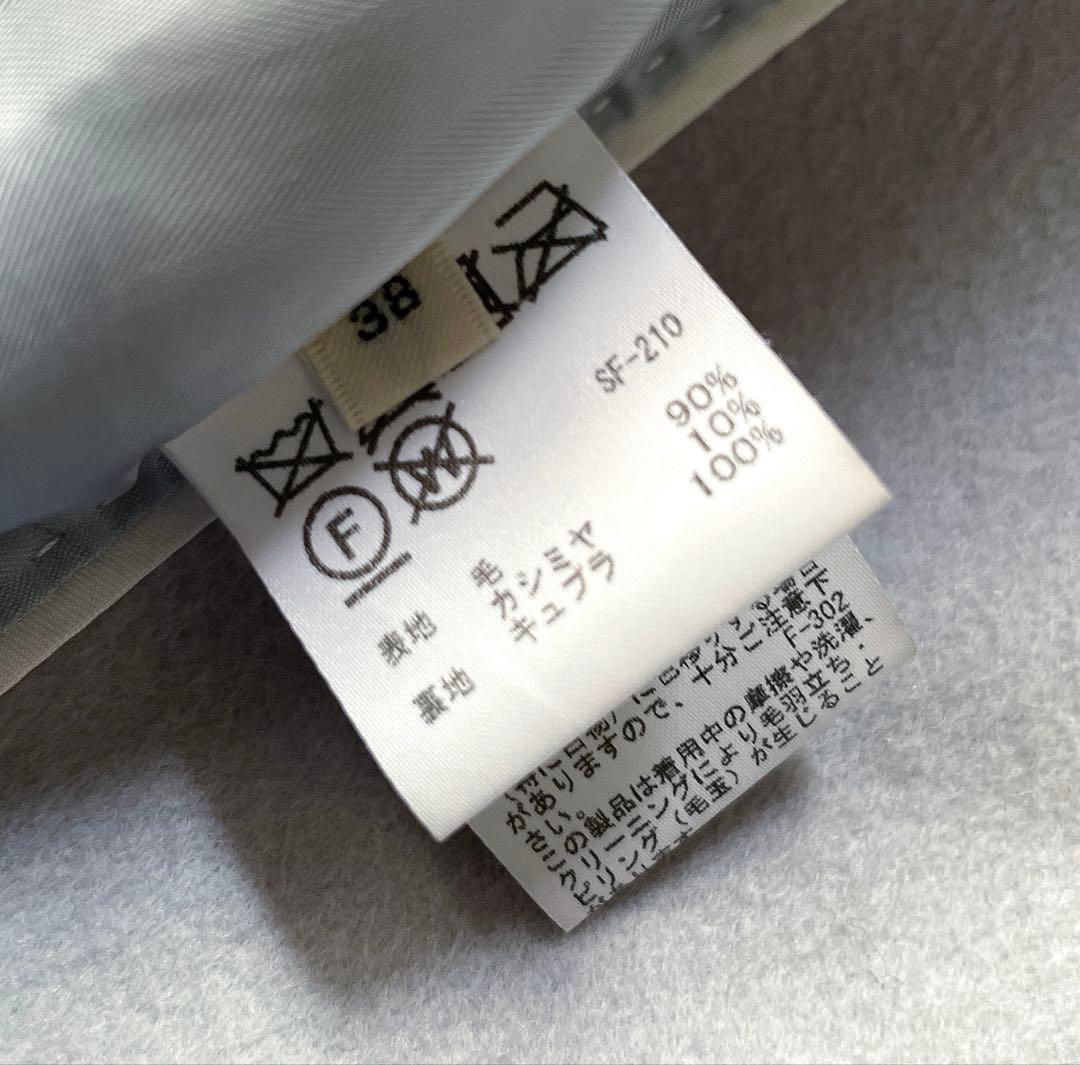 38
F
W
SF-210
表地 毛 90%
カシミヤ 10%
裏地 キュプラ 100%
がありますので、十分ご注意下
さい。 F-302
この製品は着用中の摩擦や洗濯、
クリーニングにより毛羽立ち・
ピリング(毛玉)が生じること